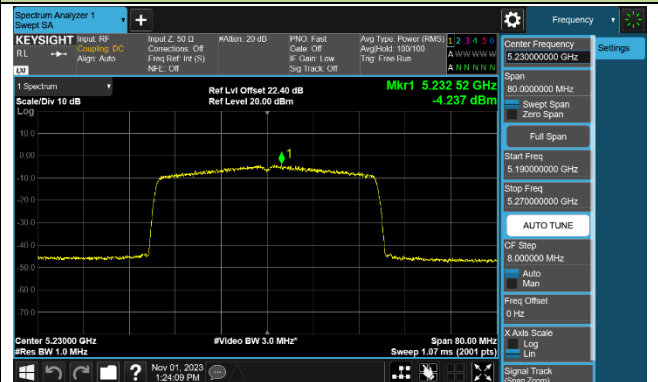 Spectrum Analyzer 1
Swept SA
+
Frequency
KEYSIGHT
RL
LXI
Input: RF
Coupling: DC
Align: Auto
Input Z: 50 Ω
Corrections: Off
Freq Ref: Int (S)
NFE: Off
#Atten: 20 dB
PNO: Fast
Gate: Off
IF Gain: Low
Sig Track: Off
Avg Type: Power (RMS)
Avg|Hold: 100/100
Trig: Free Run
1 2 3 4 5 6
A W W W W W
A N N N N N
Center Frequency
5.230000000 GHz
Settings
Span
80.0000000 MHz
Swept Span
Zero Span
Full Span
Start Freq
5.190000000 GHz
Stop Freq
5.270000000 GHz
AUTO TUNE
CF Step
8.000000 MHz
Auto
Man
Freq Offset
0 Hz
X Axis Scale
Log
Lin
Signal Track
(Span Zoom)
1 Spectrum
Scale/Div 10 dB
Log
Ref Lvl Offset 22.40 dB
Ref Level 20.00 dBm
Mkr1 5.232 52 GHz
-4.237 dBm
1
10.0
0.00
-10.0
-20.0
-30.0
-40.0
-50.0
-60.0
-70.0
Center 5.23000 GHz
#Res BW 1.0 MHz
#Video BW 3.0 MHz*
Span 80.00 MHz
Sweep 1.07 ms (2001 pts)
?
Nov 01, 2023
1:24:09 PM